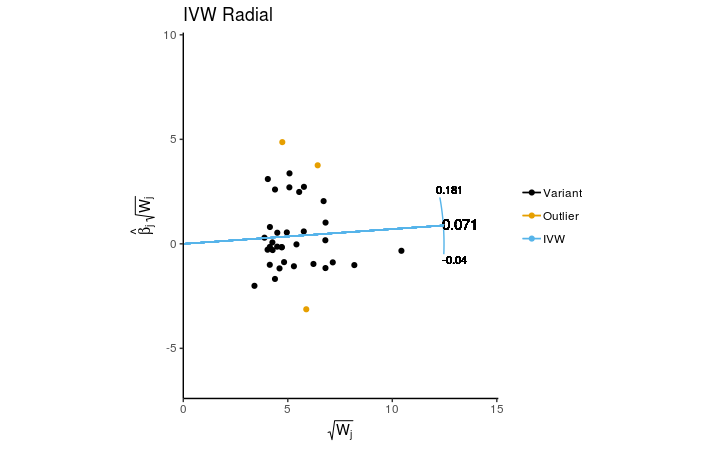 IVW Radial
10
5
0
-5
β̂j√Wj
0.181
0.071
-0.04
Variant
Outlier
IVW
0 5 10 15
√Wj